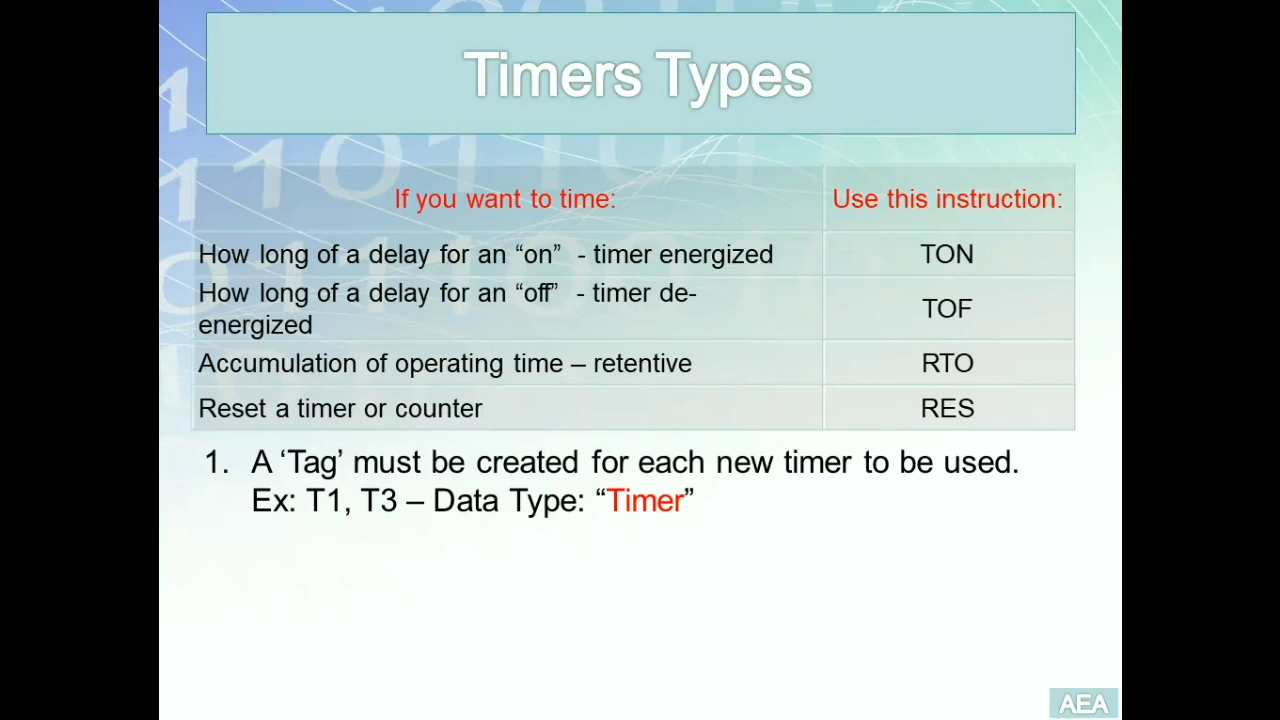 Timers Types
If you want to time:
Use this instruction:
How long of a delay for an “on”  - timer energized
TON
How long of a delay for an “off”  - timer de-
energized
TOF
Accumulation of operating time – retentive
RTO
Reset a timer or counter
RES
1. A ‘Tag’ must be created for each new timer to be used.
Ex: T1, T3 – Data Type: “Timer”
AEA